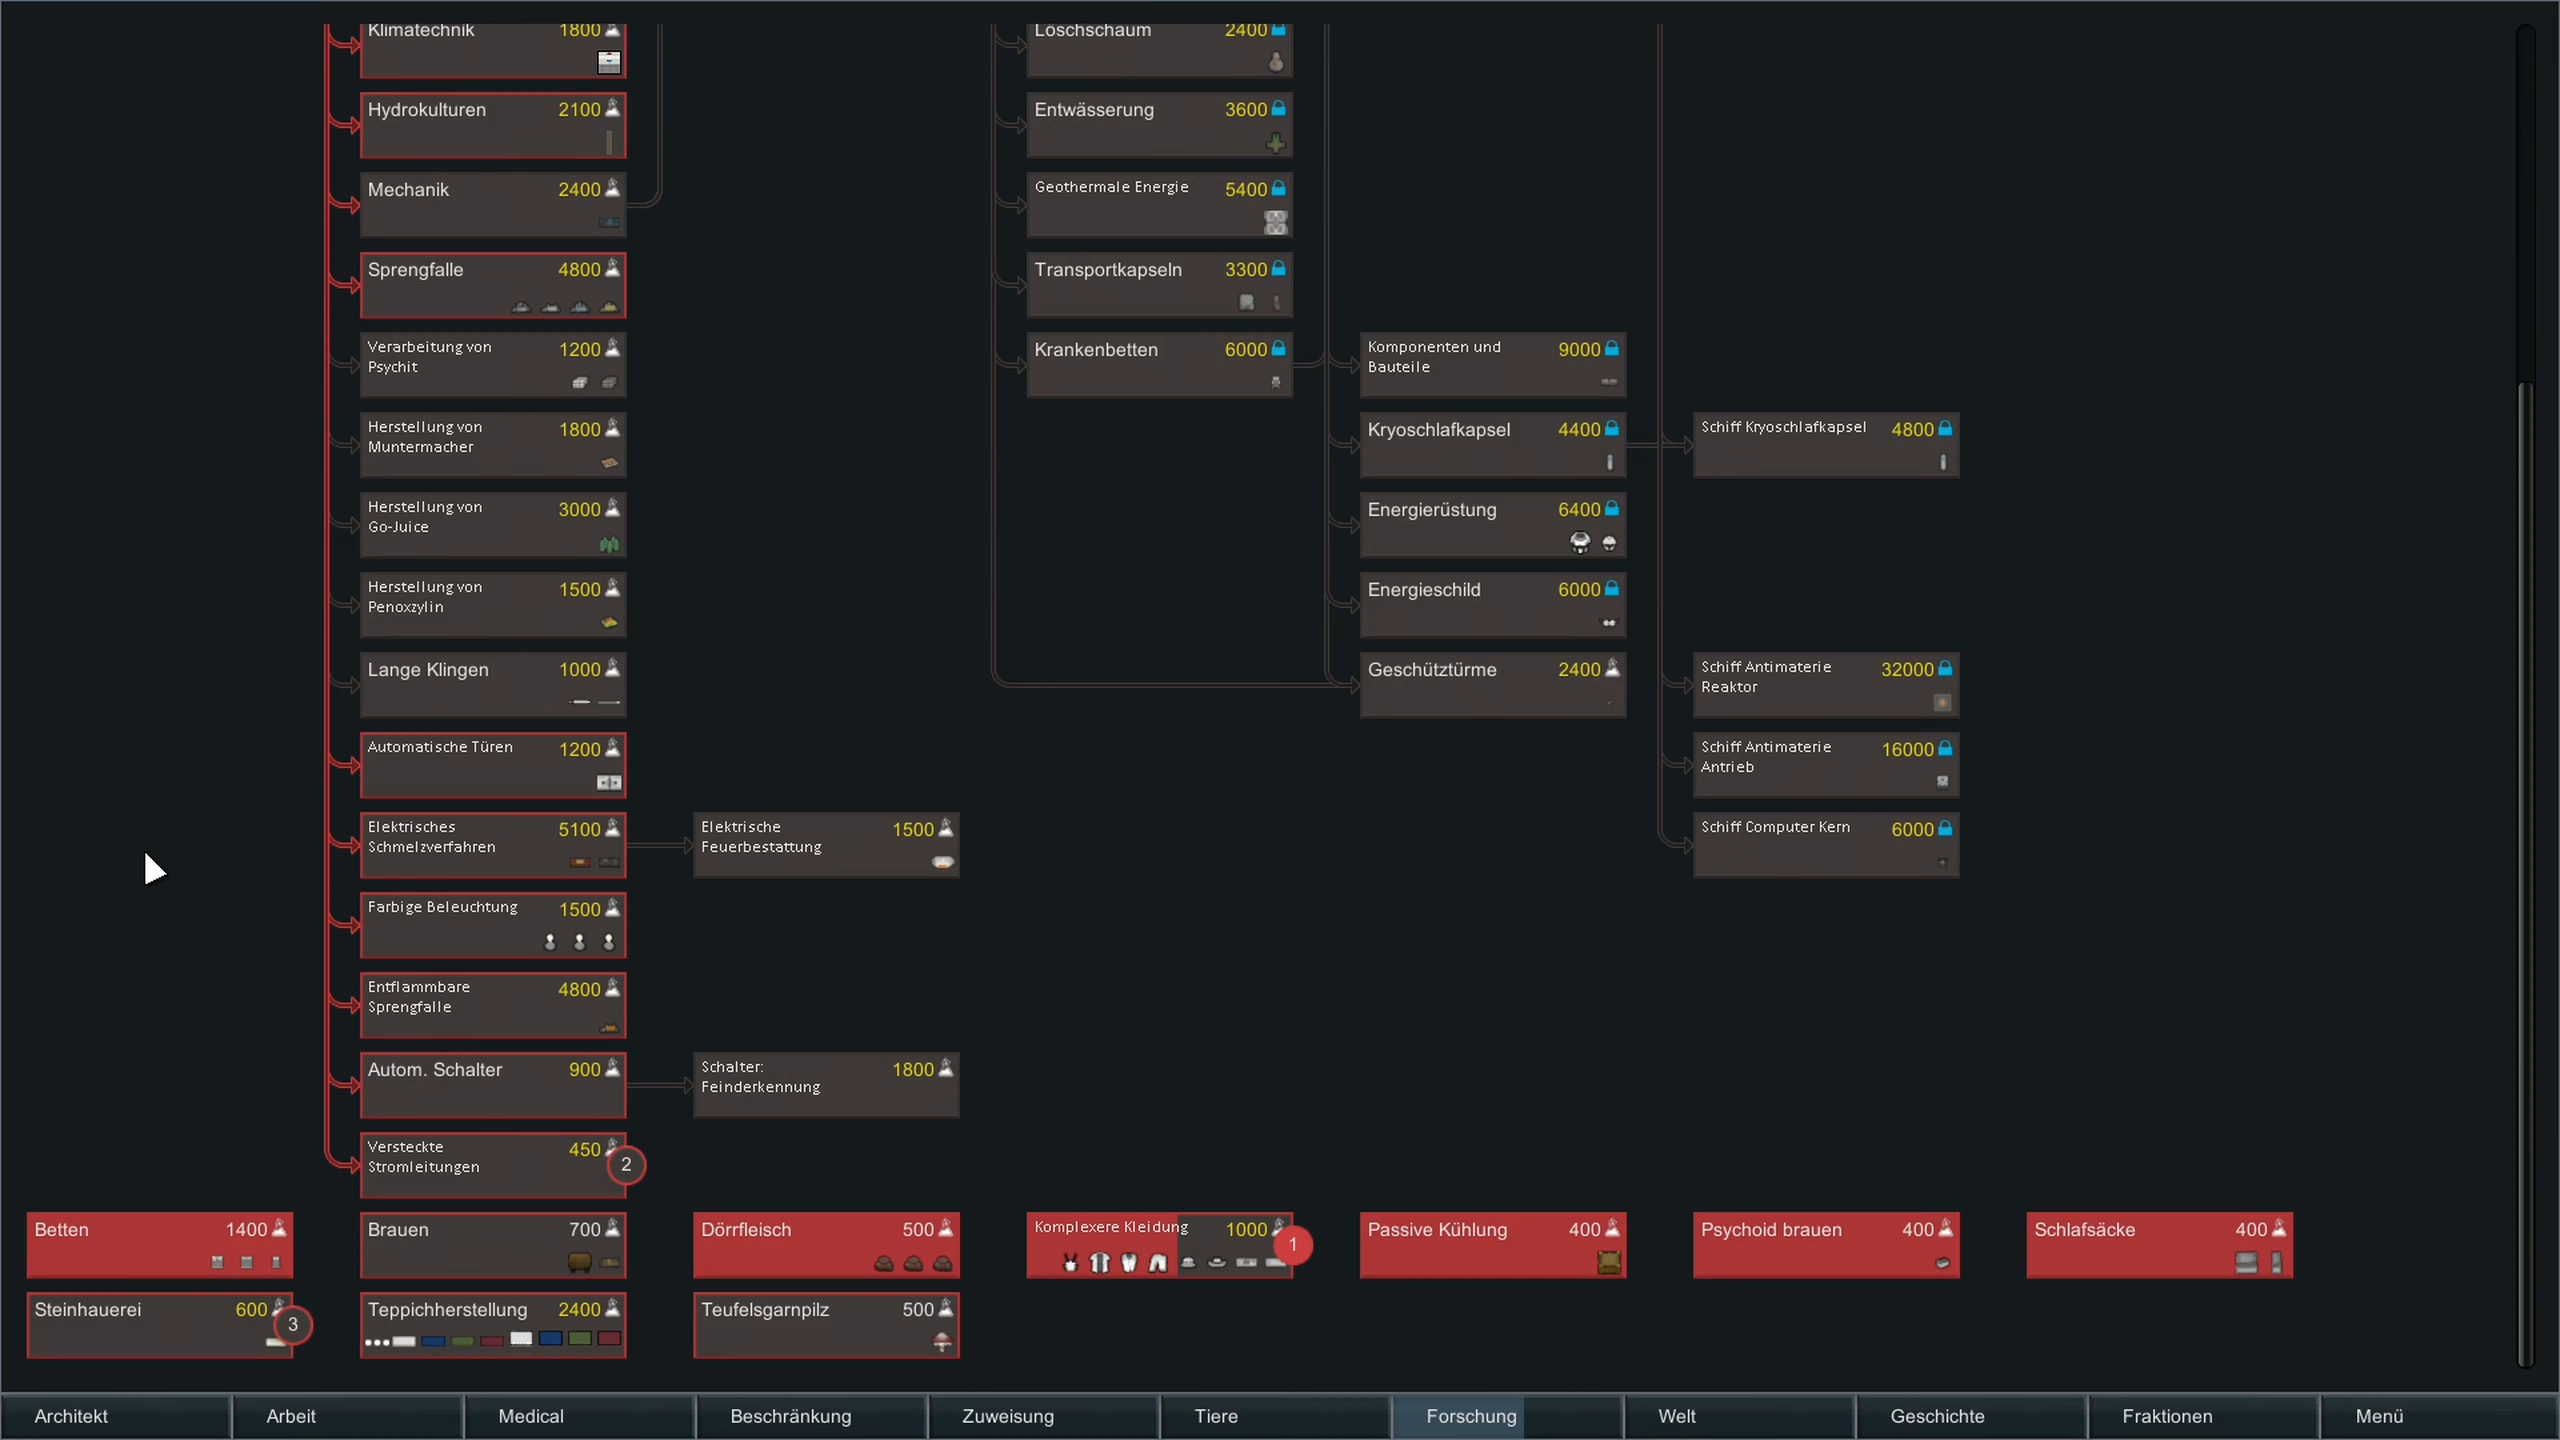 Klimatechnik 1800
Hydrokulturen 2100
Mechanik 2400
Sprengfalle 4800
Verarbeitung von 1200
Psychit
Herstellung von 1800
Muntermacher
Herstellung von 3000
Go-Juice
Herstellung von 1500
Penoxzylin
Lange Klingen 1000
Automatische Türen 1200
Elektrisches 5100
Schmelzverfahren
Farbige Beleuchtung 1500
Entflammbare 4800
Sprengfalle
Autom. Schalter 900
Versteckte 450
Stromleitungen
2
Elektrische 1500
Feuerbestattung
Schalter: 1800
Feinderkennung
Löschschaum 2400
Entwässerung 3600
Geothermale Energie 5400
Transportkapseln 3300
Krankenbetten 6000
Komponenten und 9000
Bauteile
Kryoschlafkapsel 4400
Energierüstung 6400
Energieschild 6000
Geschütztürme 2400
Schiff Kryoschlafkapsel 4800
Schiff Antimaterie 32000
Reaktor
Schiff Antimaterie 16000
Antrieb
Schiff Computer Kern 6000
Betten 1400
Brauen 700
Dörrfleisch 500
Komplexere Kleidung 1000
1
Passive Kühlung 400
Psychoid brauen 400
Schlafsäcke 400
Steinhauerei 600
3
Teppichherstellung 2400
Teufelsgarnpilz 500
Architekt
Arbeit
Medical
Beschränkung
Zuweisung
Tiere
Forschung
Welt
Geschichte
Fraktionen
Menü